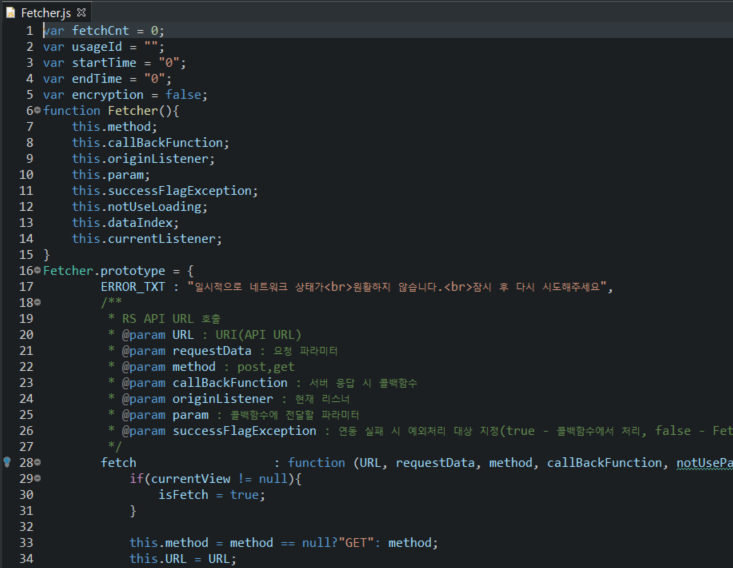 Fetcher.js
1 var fetchCnt = 0;
2 var usageId = "";
3 var startTime = "0";
4 var endTime = "0";
5 var encryption = false;
6 function Fetcher(){
7 this.method;
8 this.callBackFunction;
9 this.originListener;
10 this.param;
11 this.successFlagException;
12 this.notUseLoading;
13 this.dataIndex;
14 this.currentListener;
15 }
16 Fetcher.prototype = {
17 ERROR_TXT : "일시적으로 네트워크 상태가<br>원활하지 않습니다.<br>잠시 후 다시 시도해주세요",
18 /**
19 * RS API URL 호출
20 * @param URL : URI(API URL)
21 * @param requestData : 요청 파라미터
22 * @param method : post,get
23 * @param callBackFunction : 서버 응답 시 콜백함수
24 * @param originListener : 현재 리스너
25 * @param param : 콜백함수에 전달할 파라미터
26 * @param successFlagException : 연동 실패 시 예외처리 대상 지정(true - 콜백함수에서 처리, false - Fet
27 */
28 fetch : function (URL, requestData, method, callBackFunction, notUsePa
29 if(currentView != null){
30 isFetch = true;
31 }
32
33 this.method = method == null?"GET": method;
34 this.URL = URL;